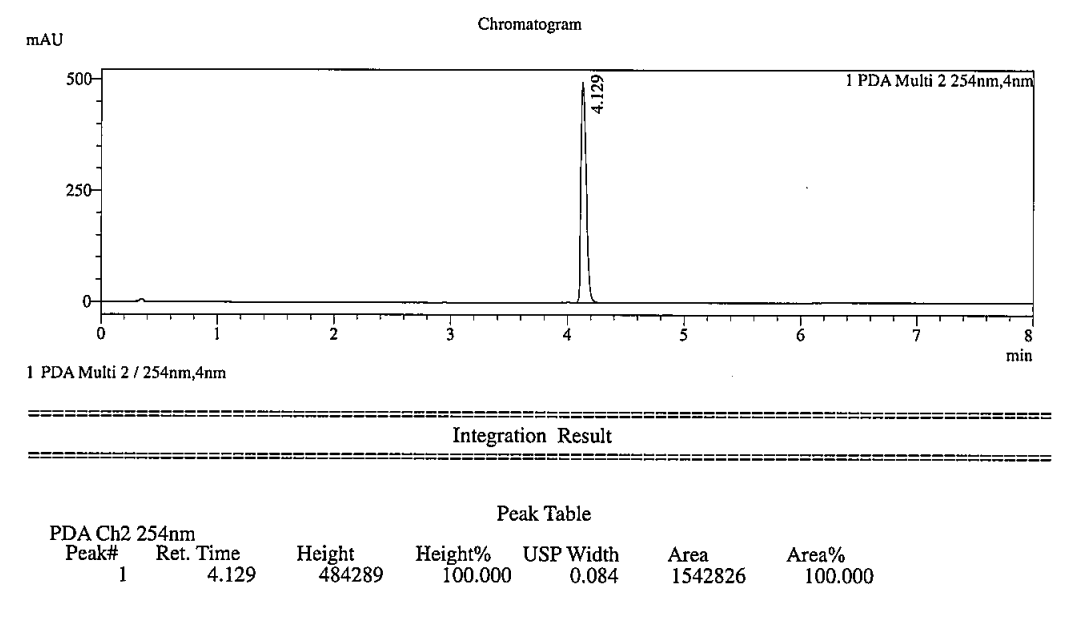 Chromatogram
mAU
500
1 PDA Multi 2 254nm,4nm
4.129
250
0
0 1 2 3 4 5 6 7 8
min
1 PDA Multi 2 / 254nm,4nm
Integration Result
Peak Table
PDA Ch2 254nm
Peak# Ret. Time Height Height% USP Width Area Area%
1 4.129 484289 100.000 0.084 1542826 100.000